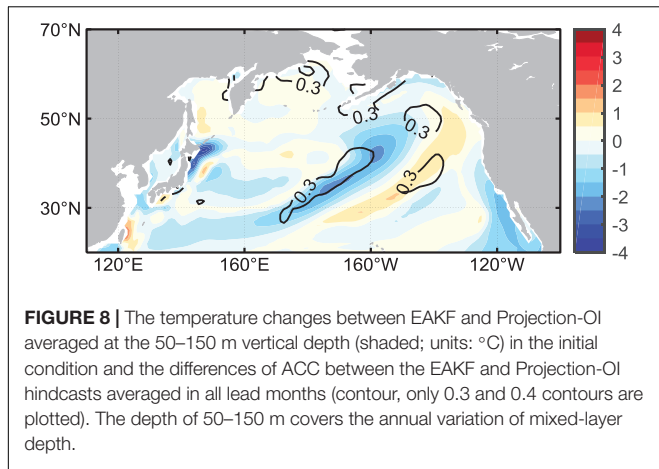 70°N
50°N
30°N
120°E
160°E
160°W
120°W
0.3
0.3
0.3
0.3
0.3
4
3
2
1
0
-1
-2
-3
-4
FIGURE 8 | The temperature changes between EAKF and Projection-OI
averaged at the 50–150 m vertical depth (shaded; units: °C) in the initial
condition and the differences of ACC between the EAKF and Projection-OI
hindcasts averaged in all lead months (contour, only 0.3 and 0.4 contours are
plotted). The depth of 50–150 m covers the annual variation of mixed-layer
depth.